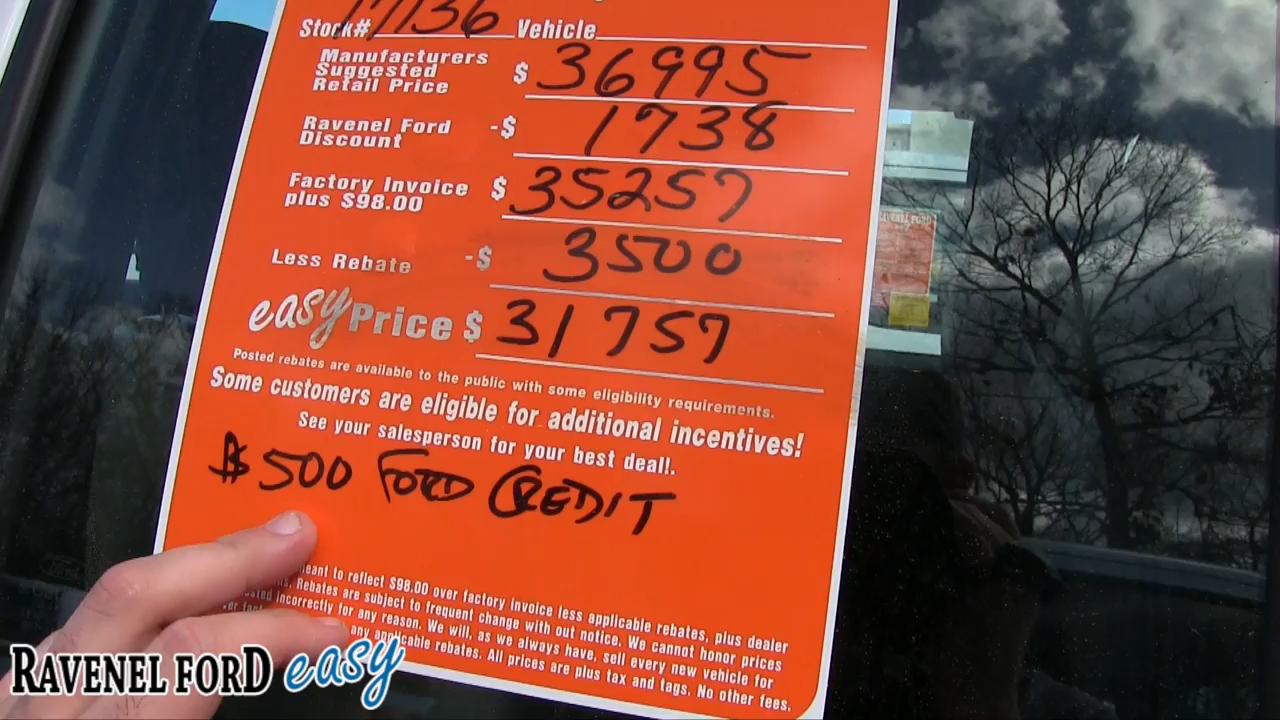 Stock# 17736 Vehicle
Manufacturers Suggested Retail Price $ 36995
Ravenel Ford Discount -$ 1738
Factory Invoice plus $98.00 $ 35257
Less Rebate -$ 3500
easy Price $ 31757
Posted rebates are available to the public with some eligibility requirements.
Some customers are eligible for additional incentives!
See your salesperson for your best deal!.
$500 FORD CREDIT
meant to reflect $98.00 over factory invoice less applicable rebates, plus dealer
Rebates are subject to frequent change with out notice. We cannot honor prices
incorrectly for any reason. We will, as we always have, sell every new vehicle for
any applicable rebates. All prices are plus tax and tags. No other fees.
RAVENEL FORD easy
RAVENEL FORD